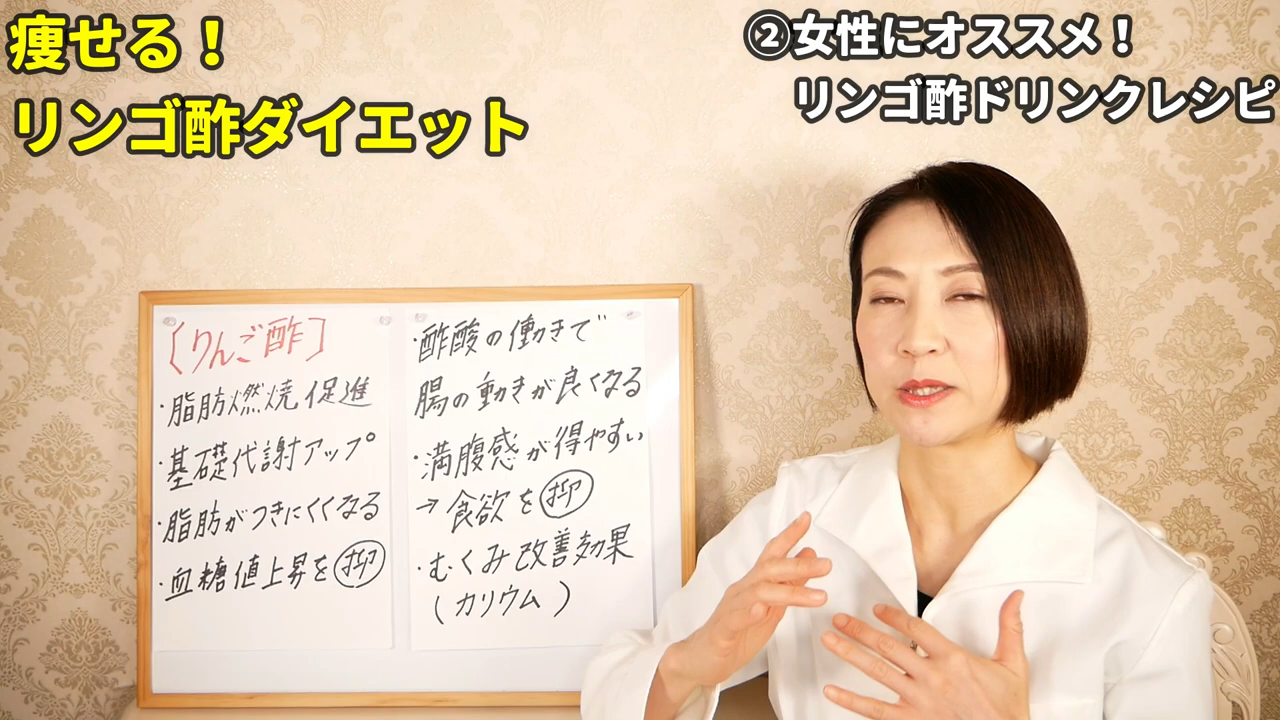 痩せる！
リンゴ酢ダイエット
②女性にオススメ！
リンゴ酢ドリンクレシピ
〔りんご酢〕
・脂肪燃焼促進
・基礎代謝アップ
・脂肪がつきにくくなる
・血糖値上昇を抑
・酢酸の働きで
腸の動きが良くなる
・満腹感が得やすい
→食欲を抑
・むくみ改善効果
(カリウム)